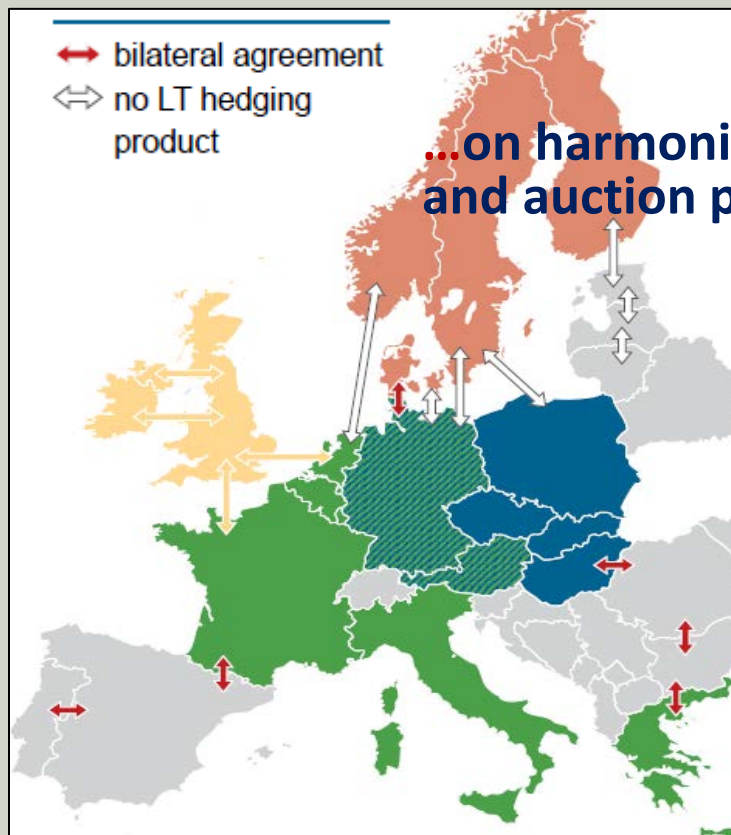 bilateral agreement
no LT hedging
product
...on harmoni
and auction p